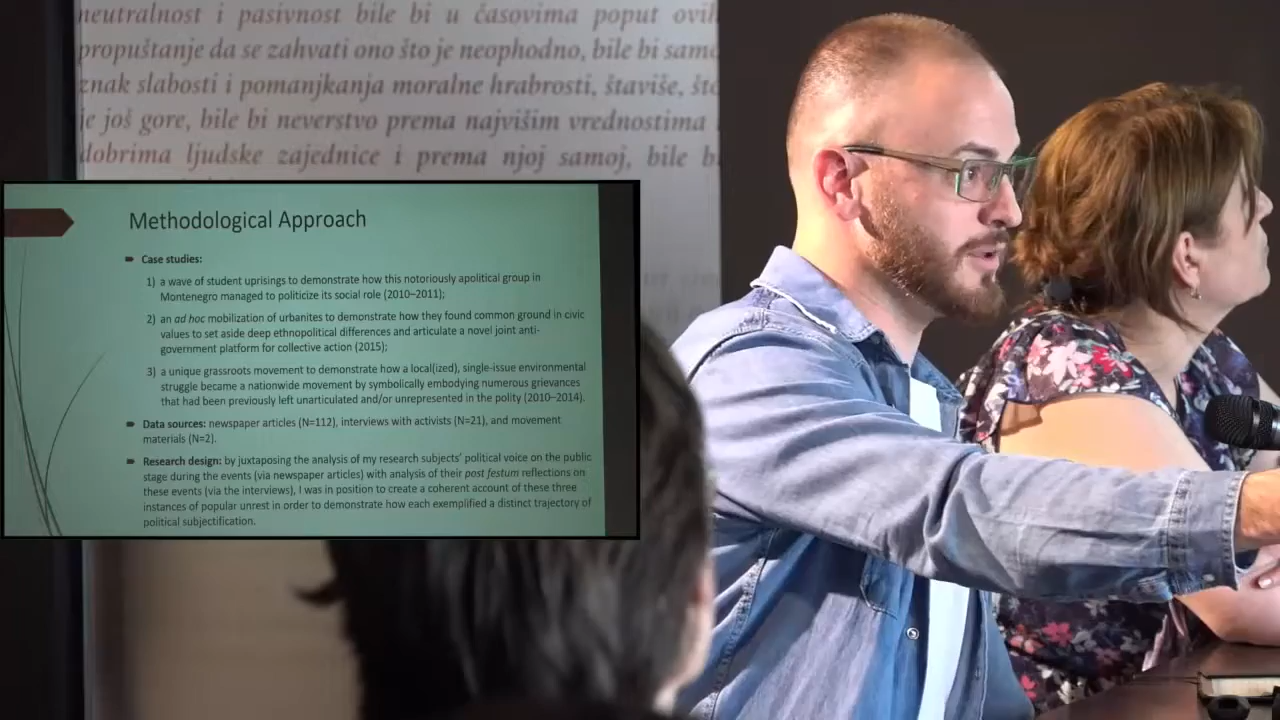 neutralnost i pasivnost bile bi u časovima poput ovih
propuštanje da se zahvati ono što je neophodno, bile bi samo
znak slabosti i pomanjkanja moralne hrabrosti, štaviše, što
je još gore, bile bi neverstvo prema najvišim vrednostima
dobrima ljudske zajednice i prema njoj samoj, bile
Methodological Approach
Case studies:
1) a wave of student uprisings to demonstrate how this notoriously apolitical group in
Montenegro managed to politicize its social role (2010–2011);
2) an ad hoc mobilization of urbanites to demonstrate how they found common ground in civic
values to set aside deep ethnopolitical differences and articulate a novel joint anti-
government platform for collective action (2015);
3) a unique grassroots movement to demonstrate how a local(ized), single-issue environmental
struggle became a nationwide movement by symbolically embodying numerous grievances
that had been previously left unarticulated and/or unrepresented in the polity (2010–2014).
Data sources: newspaper articles (N=112), interviews with activists (N=21), and movement
materials (N=2).
Research design: by juxtaposing the analysis of my research subjects' political voice on the public
stage during the events (via newspaper articles) with analysis of their post festum reflections on
these events (via the interviews), I was in position to create a coherent account of these three
instances of popular unrest in order to demonstrate how each exemplified a distinct trajectory of
political subjectification.